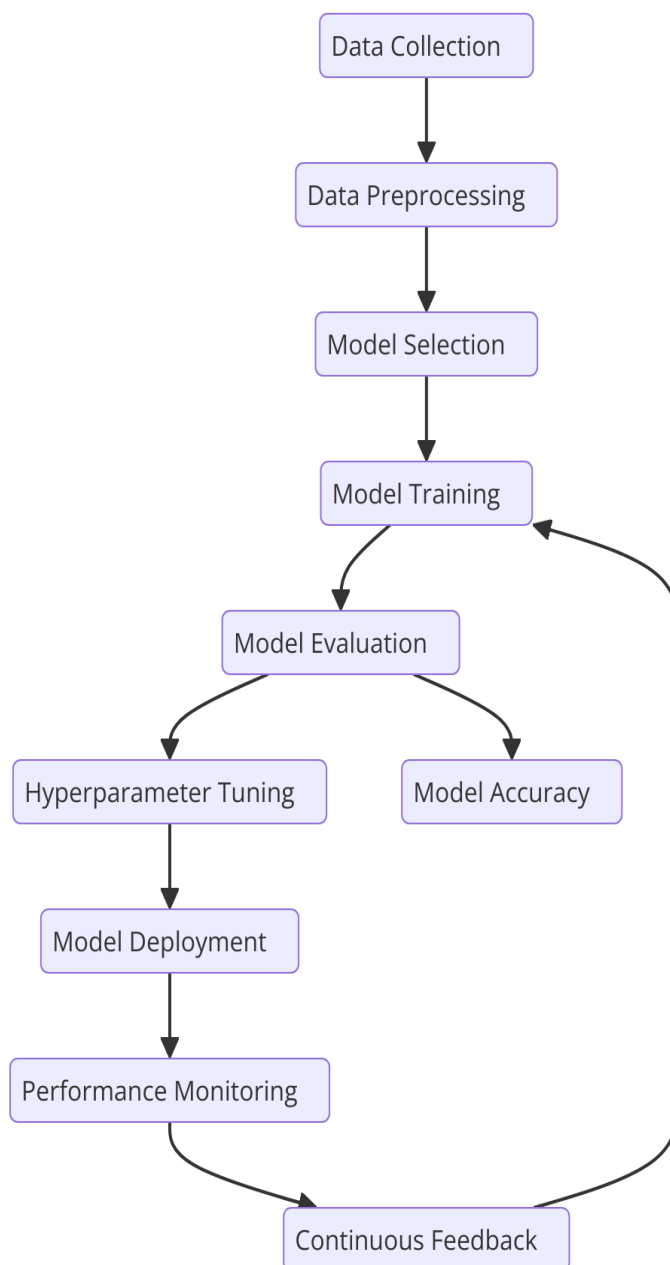 Data Collection
Data Preprocessing
Model Selection
Model Training
Model Evaluation
Hyperparameter Tuning
Model Accuracy
Model Deployment
Performance Monitoring
Continuous Feedback